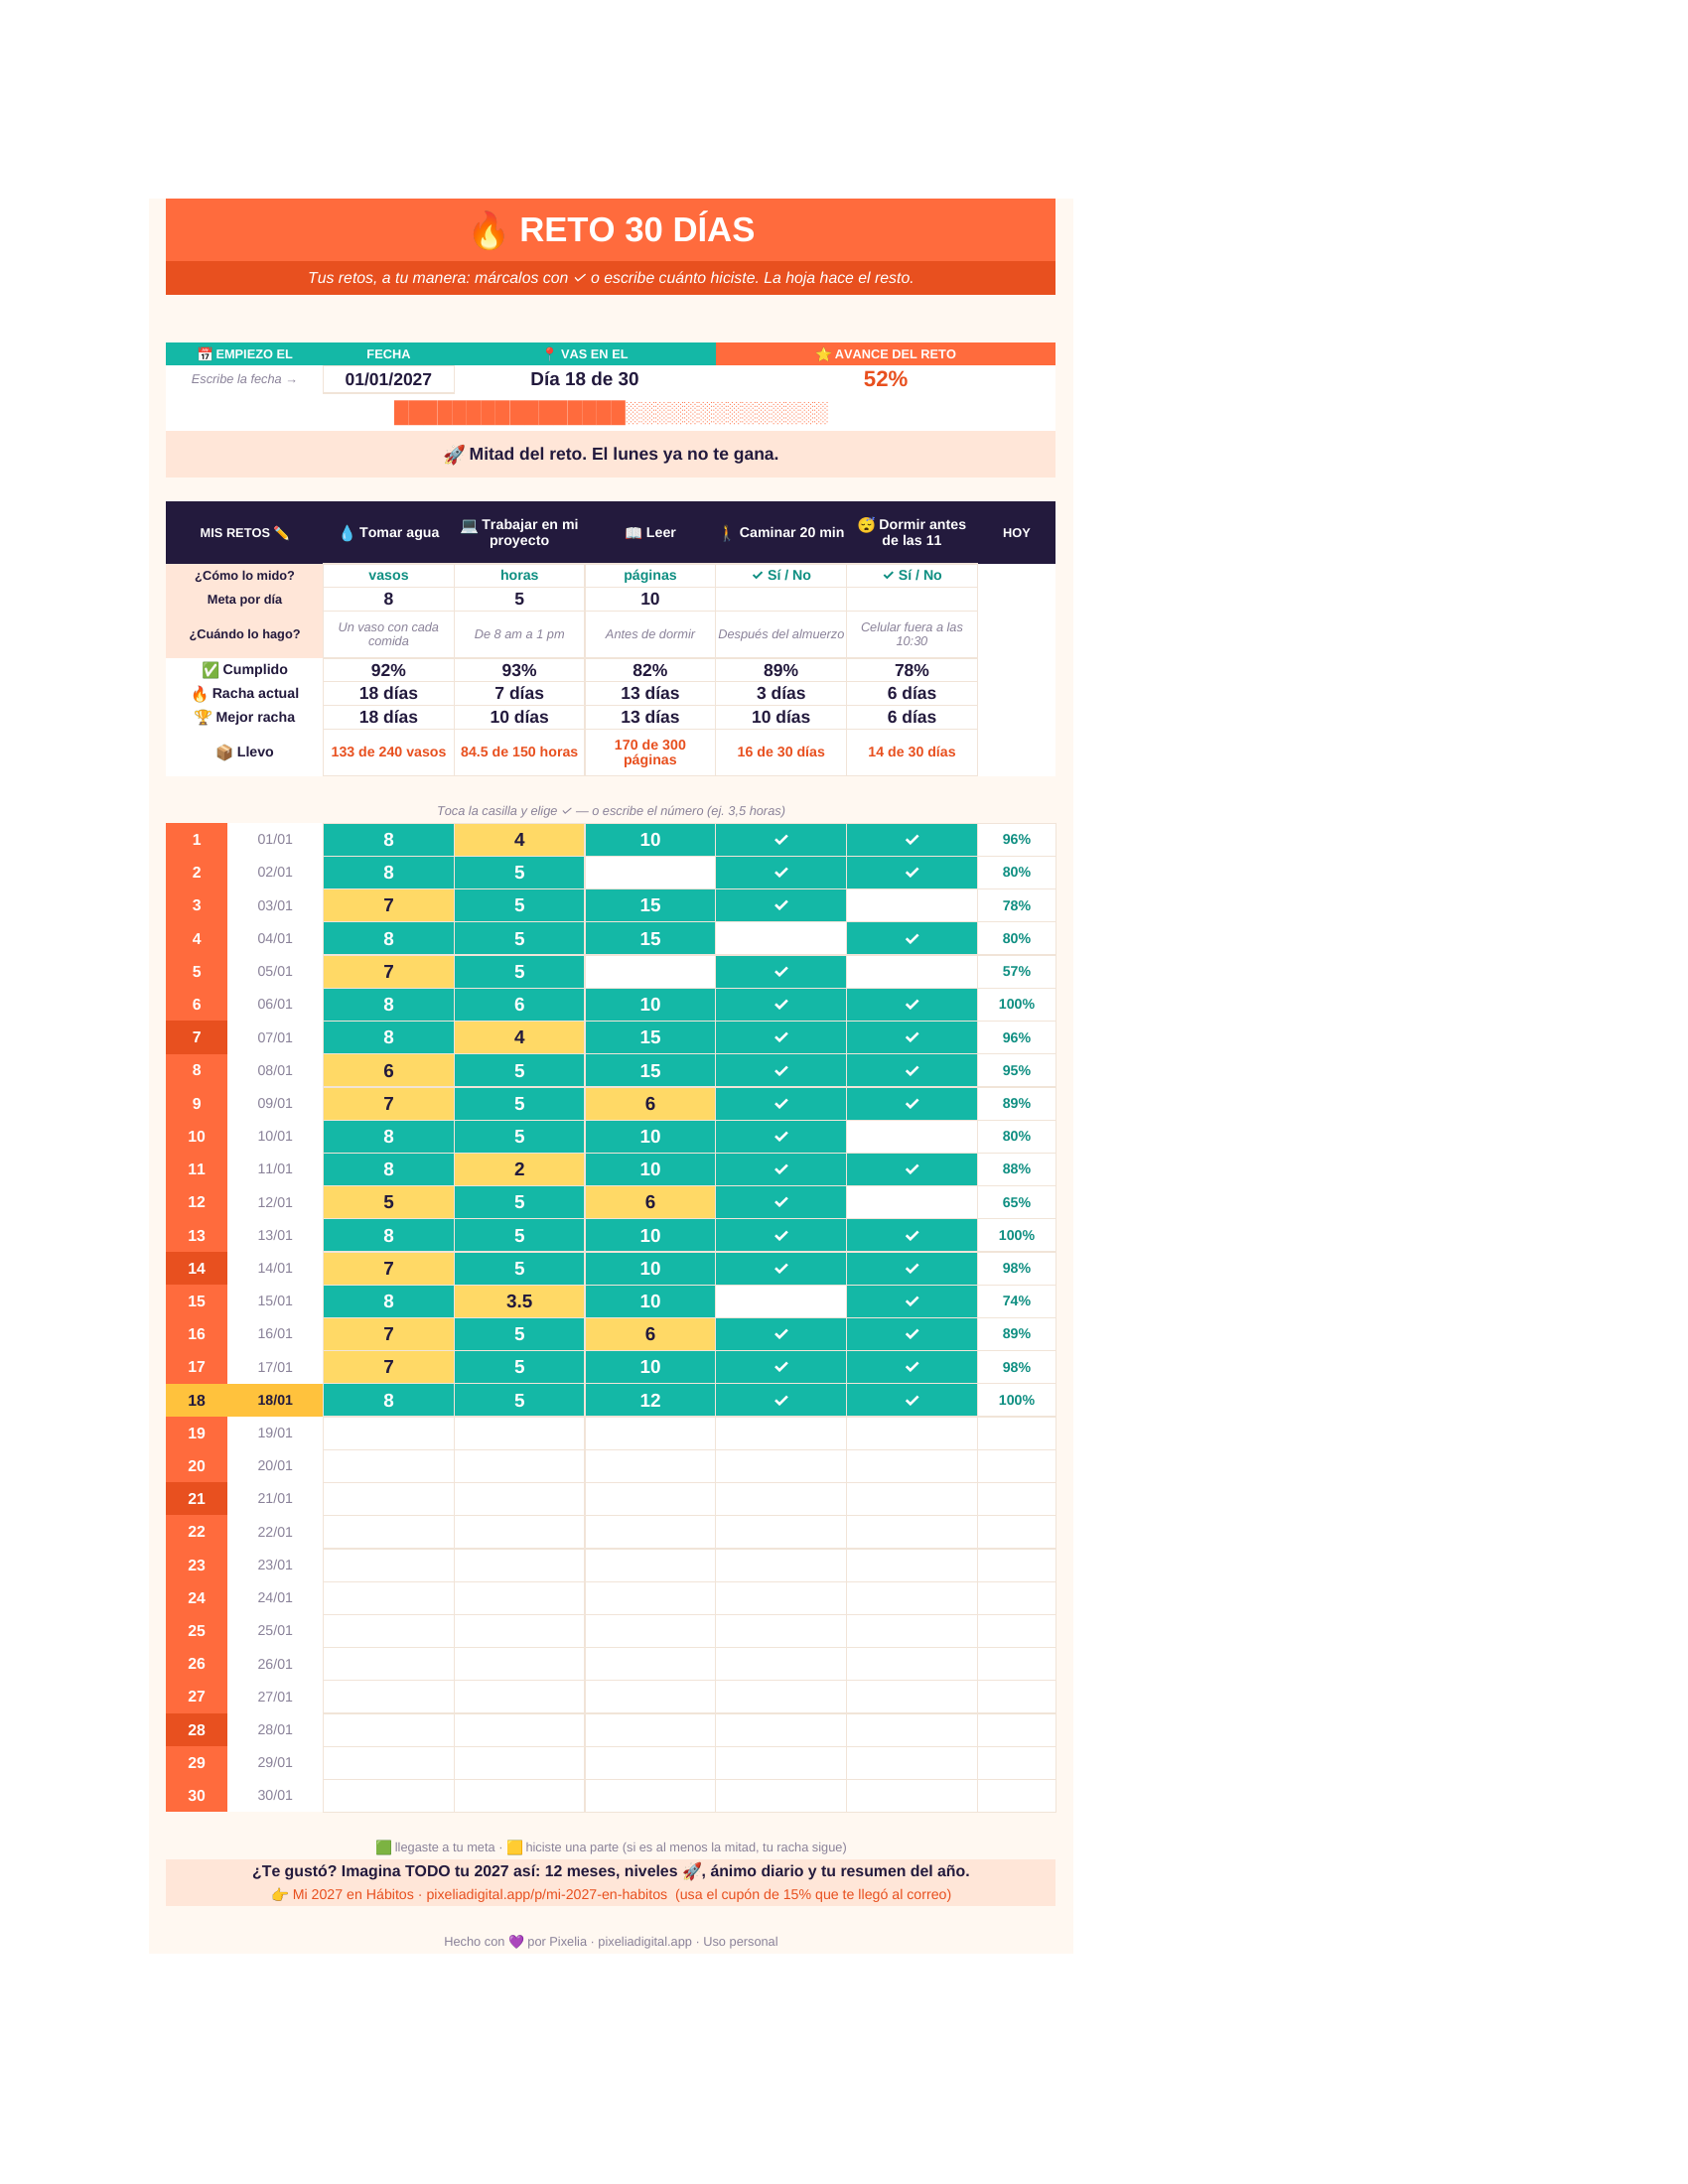 🔥 RETO 30 DÍAS
Tus retos, a tu manera: márcalos con ✓ o escribe cuánto hiciste. La hoja hace el resto.
📅 EMPIEZO EL FECHA 📍 VAS EN EL ⭐ AVANCE DEL RETO
Escribe la fecha → 01/01/2027 Día 18 de 30 52%
🚀 Mitad del reto. El lunes ya no te gana.
MIS RETOS ✏️ 💧 Tomar agua 💻 Trabajar en mi proyecto 📖 Leer 🚶 Caminar 20 min 😴 Dormir antes de las 11 HOY
¿Cómo lo mido? vasos horas páginas ✓ Sí / No ✓ Sí / No
Meta por día 8 5 10
¿Cuándo lo hago? Un vaso con cada comida De 8 am a 1 pm Antes de dormir Después del almuerzo Celular fuera a las 10:30
✅ Cumplido 92% 93% 82% 89% 78%
🔥 Racha actual 18 días 7 días 13 días 3 días 6 días
🏆 Mejor racha 18 días 10 días 13 días 10 días 6 días
📦 Llevo 133 de 240 vasos 84.5 de 150 horas 170 de 300 páginas 16 de 30 días 14 de 30 días
Toca la casilla y elige ✓ — o escribe el número (ej. 3,5 horas)
1 01/01 8 4 10 ✓ ✓ 96%
2 02/01 8 5 ✓ ✓ 80%
3 03/01 7 5 15 ✓ 78%
4 04/01 8 5 15 ✓ 80%
5 05/01 7 5 ✓ 57%
6 06/01 8 6 10 ✓ ✓ 100%
7 07/01 8 4 15 ✓ ✓ 96%
8 08/01 6 5 15 ✓ ✓ 95%
9 09/01 7 5 6 ✓ ✓ 89%
10 10/01 8 5 10 ✓ 80%
11 11/01 8 2 10 ✓ ✓ 88%
12 12/01 5 5 6 ✓ 65%
13 13/01 8 5 10 ✓ ✓ 100%
14 14/01 7 5 10 ✓ ✓ 98%
15 15/01 8 3.5 10 ✓ 74%
16 16/01 7 5 6 ✓ ✓ 89%
17 17/01 7 5 10 ✓ ✓ 98%
18 18/01 8 5 12 ✓ ✓ 100%
19 19/01
20 20/01
21 21/01
22 22/01
23 23/01
24 24/01
25 25/01
26 26/01
27 27/01
28 28/01
29 29/01
30 30/01
🟩 llegaste a tu meta · 🟨 hiciste una parte (si es al menos la mitad, tu racha sigue)
¿Te gustó? Imagina TODO tu 2027 así: 12 meses, niveles 🚀, ánimo diario y tu resumen del año.
👉 Mi 2027 en Hábitos · pixeliadigital.app/p/mi-2027-en-habitos (usa el cupón de 15% que te llegó al correo)
Hecho con 💜 por Pixelia · pixeliadigital.app · Uso personal